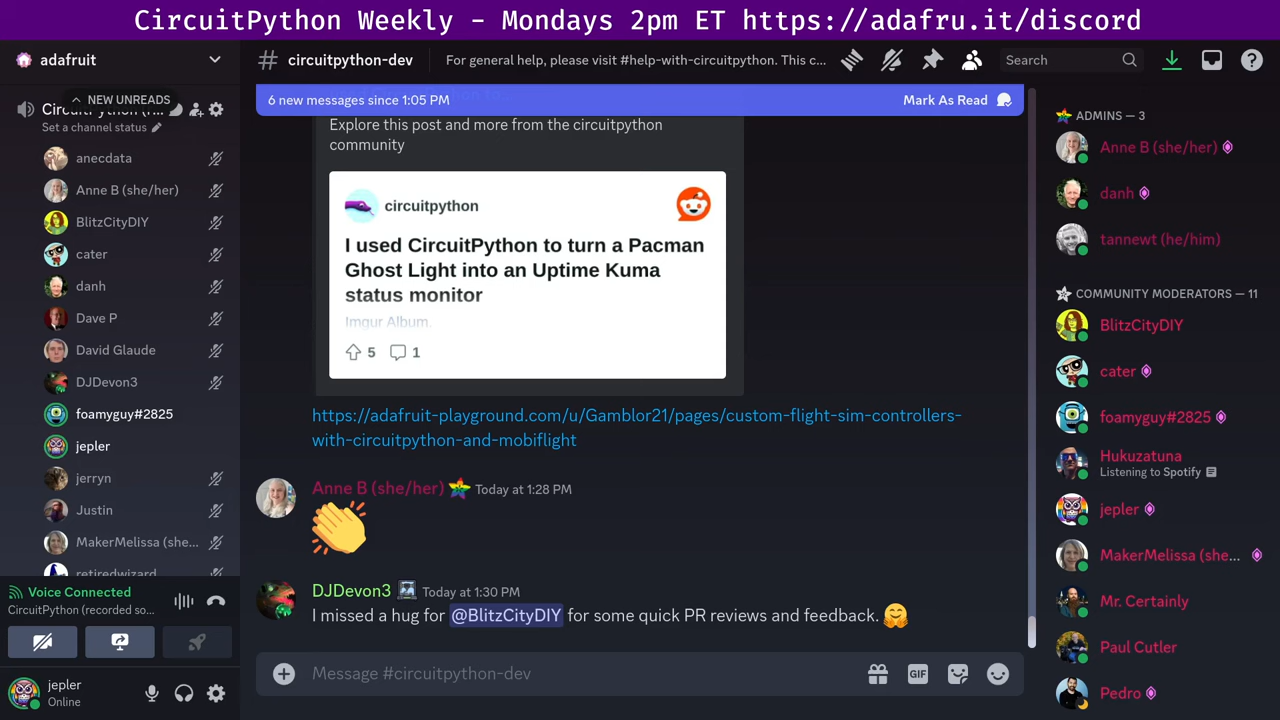 CircuitPython Weekly - Mondays 2pm ET https://adafru.it/discord
adafruit
circuitpython-dev
For general help, please visit #help-with-circuitpython. This c...
Search
NEW UNREADS
Set a channel status
anecdata
Anne B (she/her)
BlitzCityDIY
cater
danh
Dave P
David Glaude
DJDevon3
foamyguy#2825
jepler
jerryn
Justin
MakerMelissa (she...
retiredwizard
Voice Connected
CircuitPython (recorded so...
jepler
Online
6 new messages since 1:05 PM
Mark As Read
Explore this post and more from the circuitpython
community
circuitpython
I used CircuitPython to turn a Pacman
Ghost Light into an Uptime Kuma
status monitor
Imgur Album.
5
1
https://adafruit-playground.com/u/Gamblor21/pages/custom-flight-sim-controllers-
with-circuitpython-and-mobiflight
Anne B (she/her) Today at 1:28 PM
DJDevon3 Today at 1:30 PM
I missed a hug for @BlitzCityDIY for some quick PR reviews and feedback.
Message #circuitpython-dev
GIF
ADMINS — 3
Anne B (she/her)
danh
tannewt (he/him)
COMMUNITY MODERATORS — 11
BlitzCityDIY
cater
foamyguy#2825
Hukuzatuna
Listening to Spotify
jepler
MakerMelissa (she...
Mr. Certainly
Paul Cutler
Pedro